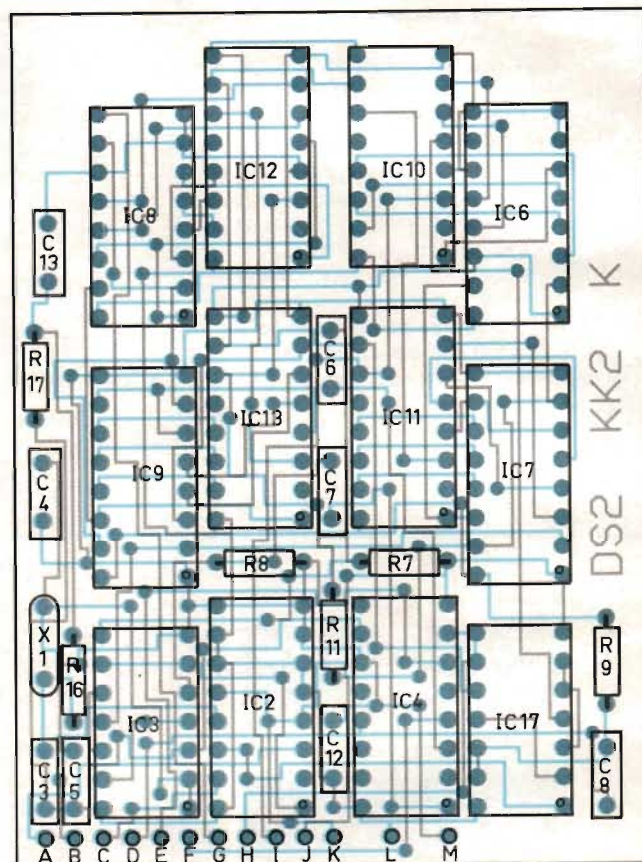 IC12
IC10
IC8
IC6
C
13
K
R
17
C
6
IC13
IC11
KK2
IC9
IC7
C
4
C
7
DS2
R8
R7
X
1
R
16
R
11
R
9
IC3
IC2
IC4
IC17
C
3
C
5
C
12
C
8
A B C D E F G H I J K L M